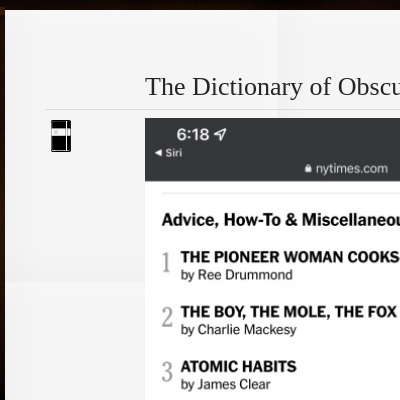 The Dictionary of Obscu
6:18
◀ Siri
nytimes.com
Advice, How-To & Miscellaneou
1 THE PIONEER WOMAN COOKS
by Ree Drummond
2 THE BOY, THE MOLE, THE FOX
by Charlie Mackesy
3 ATOMIC HABITS
by James Clear